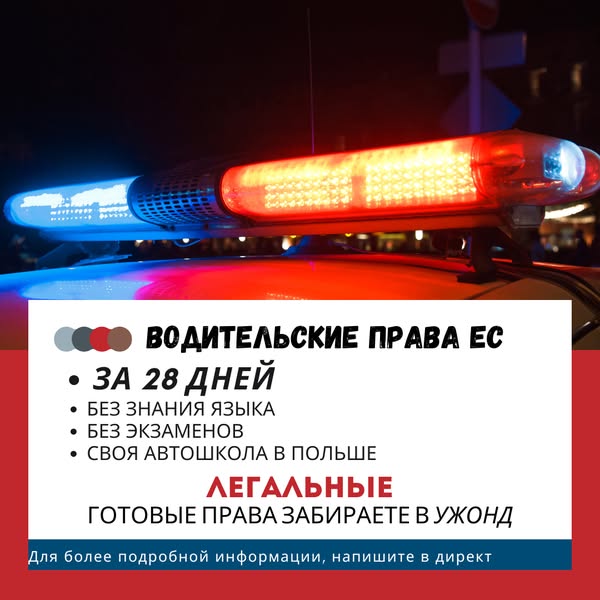 ВОДИТЕЛЬСКИЕ ПРАВА ЕС
• ЗА 28 ДНЕЙ
• БЕЗ ЗНАНИЯ ЯЗЫКА
• БЕЗ ЭКЗАМЕНОВ
• СВОЯ АВТОШКОЛА В ПОЛЬШЕ
ЛЕГАЛЬНЫЕ
ГОТОВЫЕ ПРАВА ЗАБИРАЕТЕ В УЖОНД
Для более подробной информации, напишите в директ